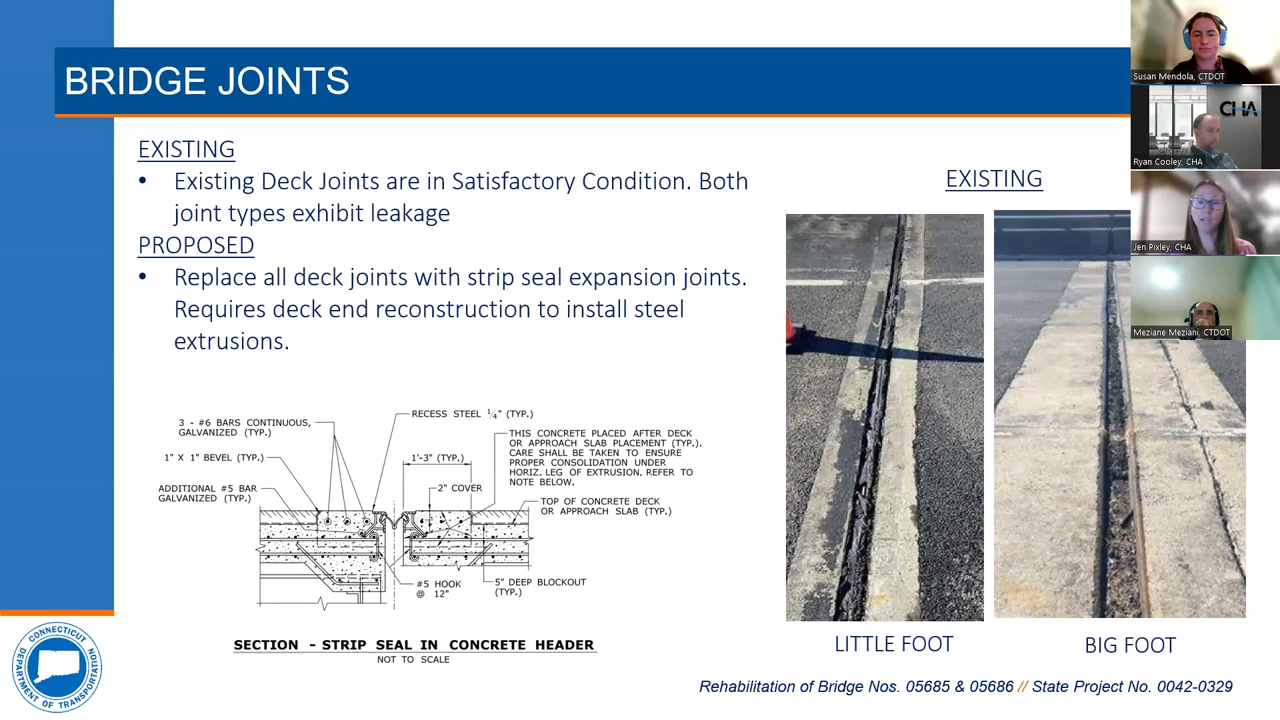 BRIDGE JOINTS
EXISTING
• Existing Deck Joints are in Satisfactory Condition. Both
joint types exhibit leakage
PROPOSED
• Replace all deck joints with strip seal expansion joints.
Requires deck end reconstruction to install steel
extrusions.
3 - #6 BARS CONTINUOUS,
GALVANIZED (TYP.)
1" X 1" BEVEL (TYP.)
ADDITIONAL #5 BAR
GALVANIZED (TYP.)
RECESS STEEL 1/4" (TYP.)
THIS CONCRETE PLACED AFTER DECK
OR APPROACH SLAB PLACEMENT (TYP.).
CARE SHALL BE TAKEN TO ENSURE
PROPER CONSOLIDATION UNDER
HORIZ. LEG OF EXTRUSION. REFER TO
NOTE BELOW.
1'-3" (TYP.)
2" COVER
TOP OF CONCRETE DECK
OR APPROACH SLAB (TYP.)
#5 HOOK
@ 12"
5" DEEP BLOCKOUT
(TYP.)
SECTION - STRIP SEAL IN CONCRETE HEADER
NOT TO SCALE
EXISTING
LITTLE FOOT
BIG FOOT
Susan Mendola, CTDOT
CHA
Ryan Cooley, CHA
Jen Pixley, CHA
Meziane Meziani, CTDOT
CONNECTICUT
DEPARTMENT OF TRANSPORTATION
Rehabilitation of Bridge Nos. 05685 & 05686 // State Project No. 0042-0329